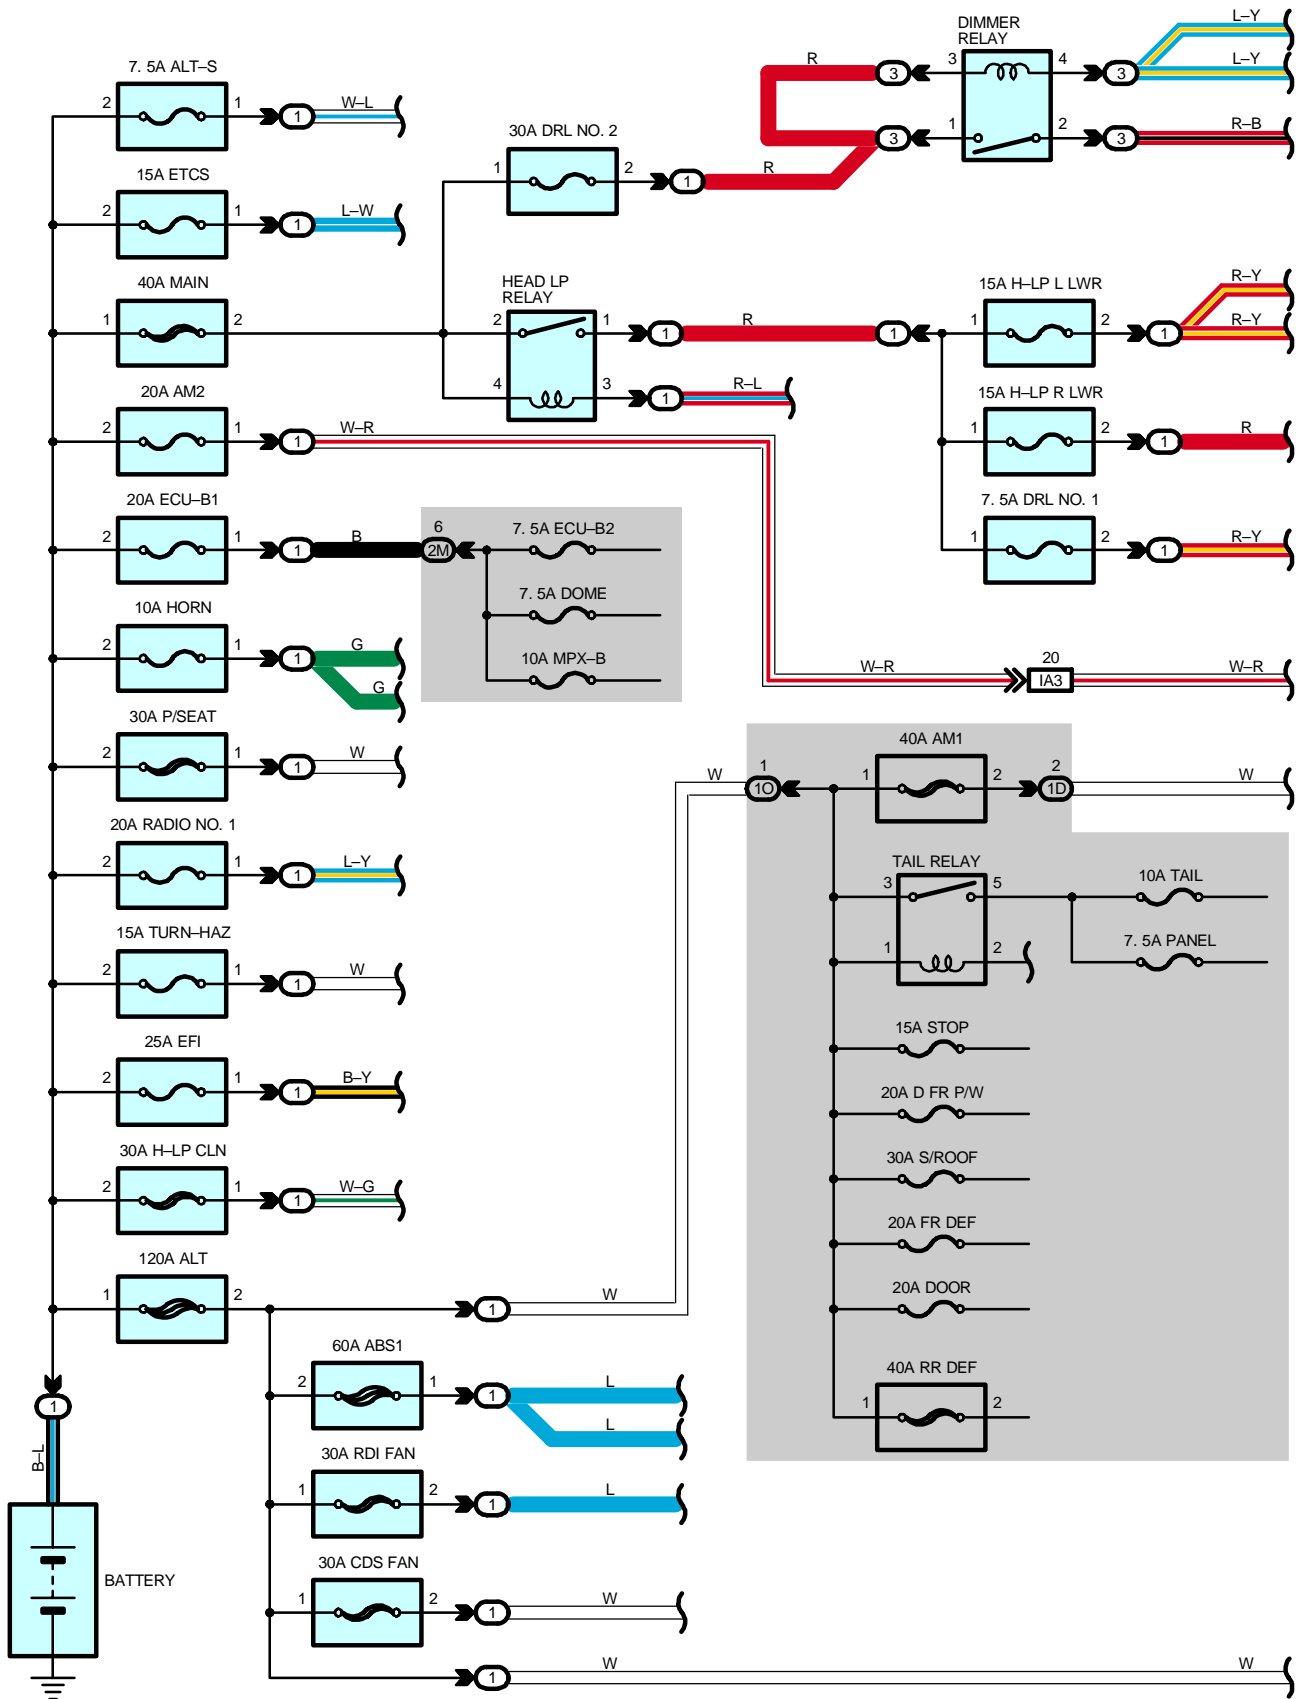 DIMMER
RELAY
L–Y
3 4
R
3 3
L–Y
7. 5A ALT–S
2 1
1
W–L
30A DRL NO. 2
1 2
3 3
R–B
1 2
1
R
15A ETCS
2 1
1
L–W
40A MAIN
1 2
HEAD LP
RELAY
2 1
1
R
1
15A H–LP L LWR
1 2
1
R–Y
R–Y
4 3
1
R–L
20A AM2
2 1
1
W–R
15A H–LP R LWR
1 2
1
R
20A ECU–B1
2 1
1
B
6
2M
7. 5A ECU–B2
7. 5A DRL NO. 1
1 2
1
R–Y
7. 5A DOME
10A HORN
2 1
1
G
G
10A MPX–B
W–R
20
IA3
W–R
30A P/SEAT
2 1
1
W
W
1
1O
40A AM1
1 2
2
1D
W
20A RADIO NO. 1
2 1
1
L–Y
TAIL RELAY
3 5
10A TAIL
1 2
7. 5A PANEL
15A TURN–HAZ
2 1
1
W
15A STOP
25A EFI
2 1
1
B–Y
20A D FR P/W
30A H–LP CLN
2 1
1
W–G
30A S/ROOF
20A FR DEF
120A ALT
1 2
1
W
20A DOOR
60A ABS1
2 1
1
L
L
40A RR DEF
1 2
1
B–L
30A RDI FAN
1 2
1
L
BATTERY
30A CDS FAN
1 2
1
W
1
W
W